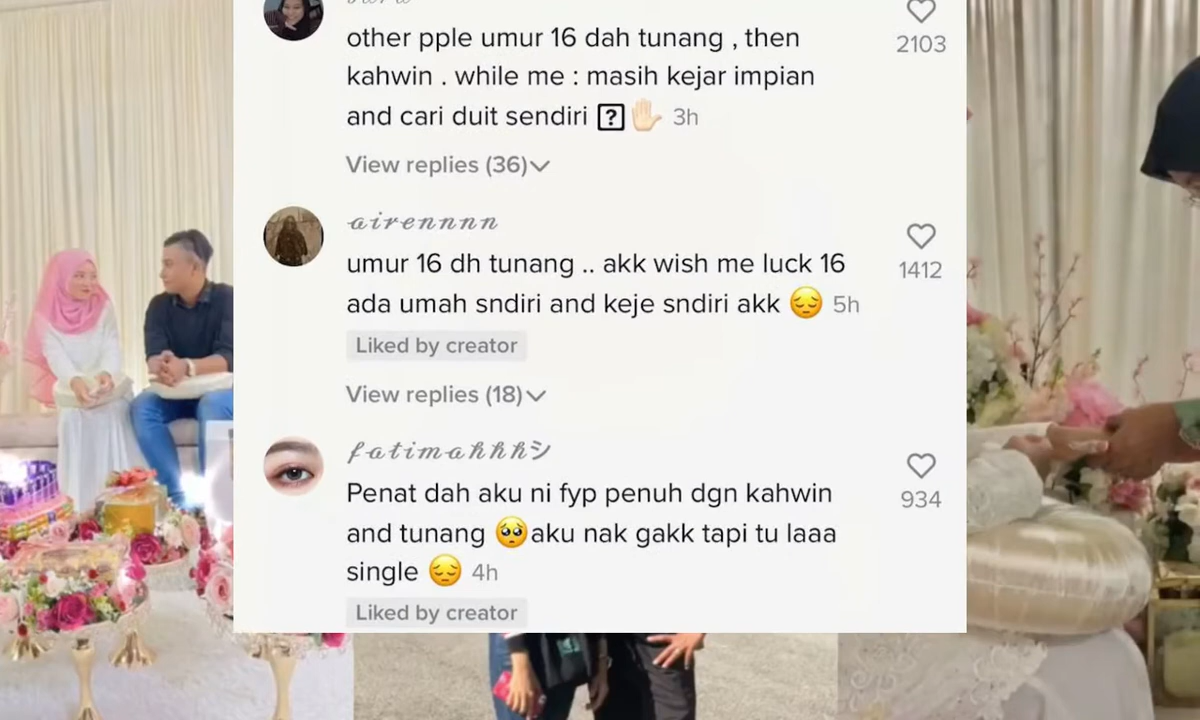 other pple umur 16 dah tunang , then
kahwin . while me : masih kejar impian
and cari duit sendiri ✋🏻 3h
2103
View replies (36)
𝒶𝒾𝓇ℯ𝓃𝓃𝓃𝓃
umur 16 dh tunang .. akk wish me luck 16
ada umah sndiri and keje sndiri akk 😔 5h
1412
Liked by creator
View replies (18)
𝒻𝒶𝓉𝒾𝓂𝒶𝒽𝒽𝒽シ
Penat dah aku ni fyp penuh dgn kahwin
and tunang 🥺aku nak gakk tapi tu laaa
single 😔 4h
934
Liked by creator